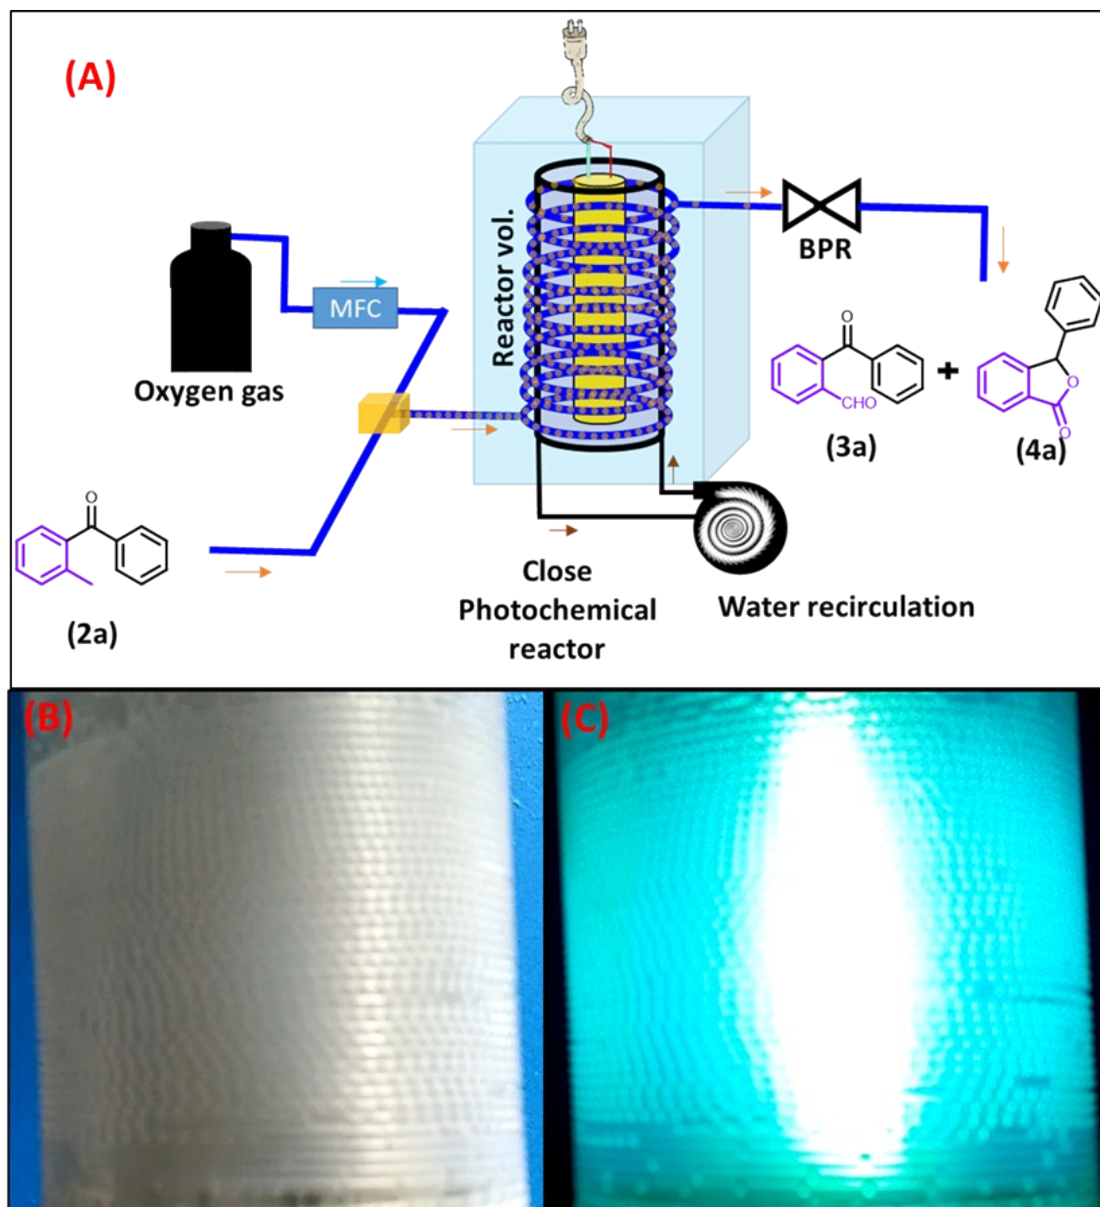 (A)
Reactor vol.
BPR
MFC
Oxygen gas
O
O
CHO
+
O
O
(3a)
(4a)
O
(2a)
Close
Photochemical
reactor
Water recirculation
(B)
(C)